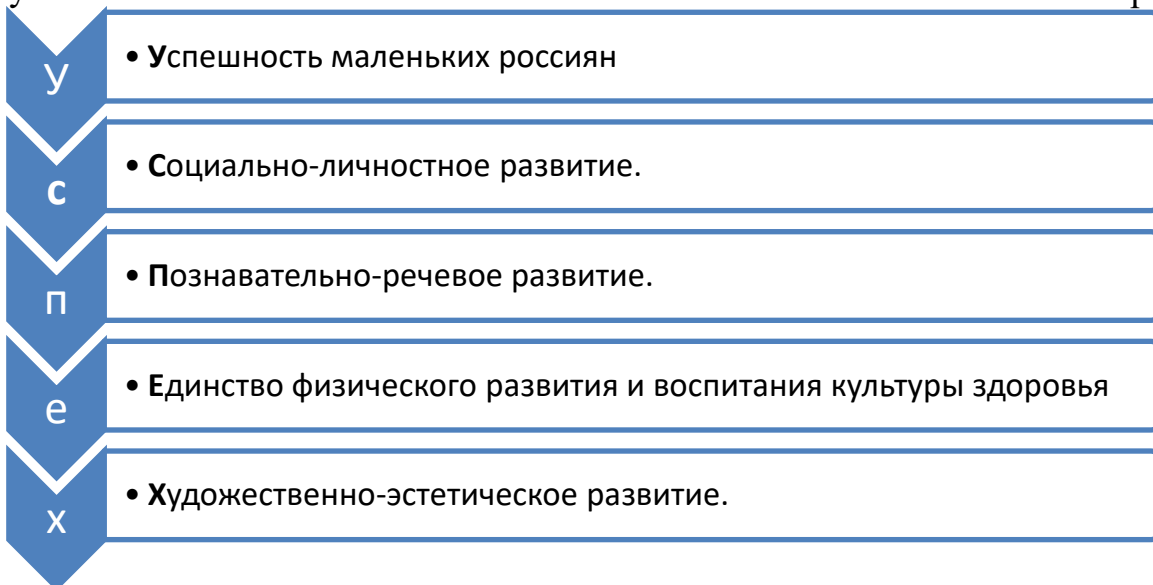 У
• Успешность маленьких россиян
с
• Социально-личностное развитие.
п
• Познавательно-речевое развитие.
е
• Единство физического развития и воспитания культуры здоровья
х
• Художественно-эстетическое развитие.